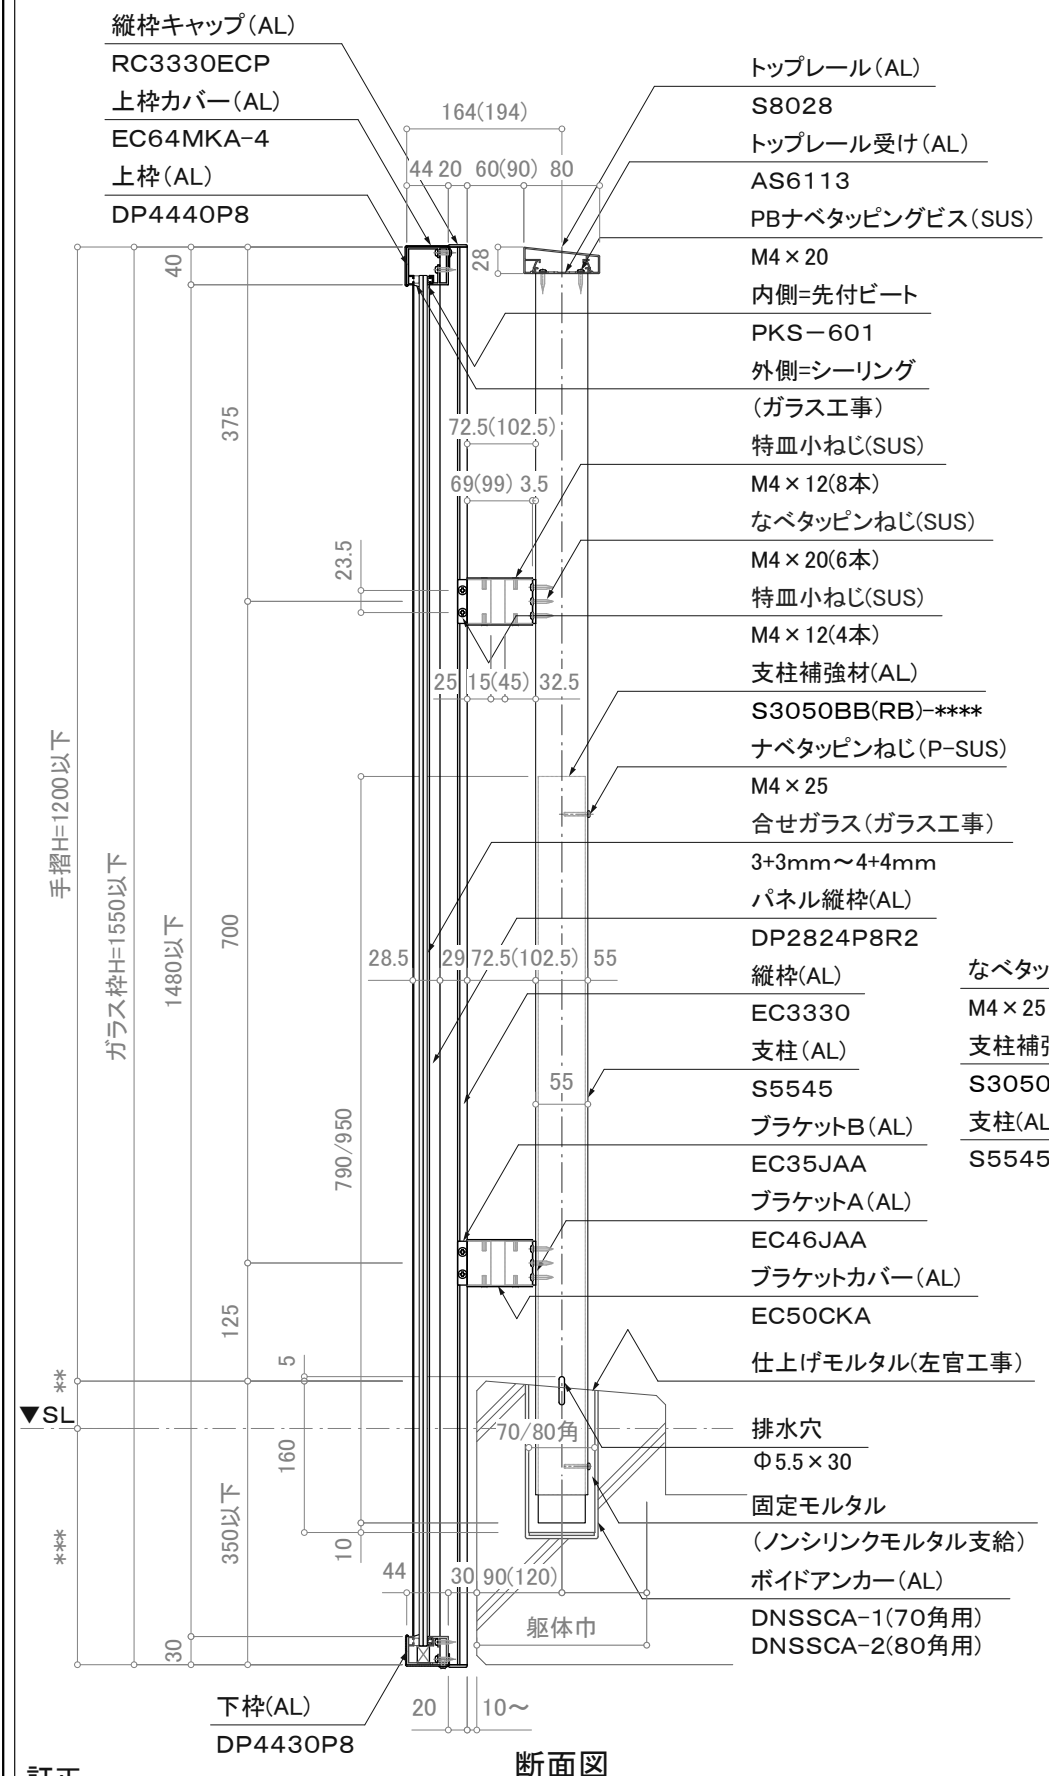 縦枠キャップ(AL)
RC3330ECP
上枠カバー(AL)
EC64MKA-4
上枠(AL)
DP4440P8
164(194)
44 20 60(90) 80
28
40
375
23.5
72.5(102.5)
69(99) 3.5
25 15(45) 32.5
手摺H=1200以下
ガラス枠H=1550以下
1480以下
700
28.5 29 72.5(102.5) 55
55
790/950
125
5
**
▼SL
70/80角
160
350以下
***
10
44 30 90(120)
躯体巾
30
20 10~
下枠(AL)
DP4430P8
トップレール(AL)
S8028
トップレール受け(AL)
AS6113
PBナベタッピングビス(SUS)
M4×20
内側=先付ビート
PKS-601
外側=シーリング
(ガラス工事)
特皿小ねじ(SUS)
M4×12(8本)
なベタッピンねじ(SUS)
M4×20(6本)
特皿小ねじ(SUS)
M4×12(4本)
支柱補強材(AL)
S3050BB(RB)-****
ナベタッピンねじ(P-SUS)
M4×25
合せガラス(ガラス工事)
3+3mm~4+4mm
パネル縦枠(AL)
DP2824P8R2
縦枠(AL)
EC3330
支柱(AL)
S5545
ブラケットB(AL)
EC35JAA
ブラケットA(AL)
EC46JAA
ブラケットカバー(AL)
EC50CKA
仕上げモルタル(左官工事)
排水穴
Φ5.5×30
固定モルタル
(ノンシリンクモルタル支給)
ボイドアンカー(AL)
DNSSCA-1(70角用)
DNSSCA-2(80角用)
なベタッ
M4×25
支柱補
S3050
支柱(AL
S5545
断面図